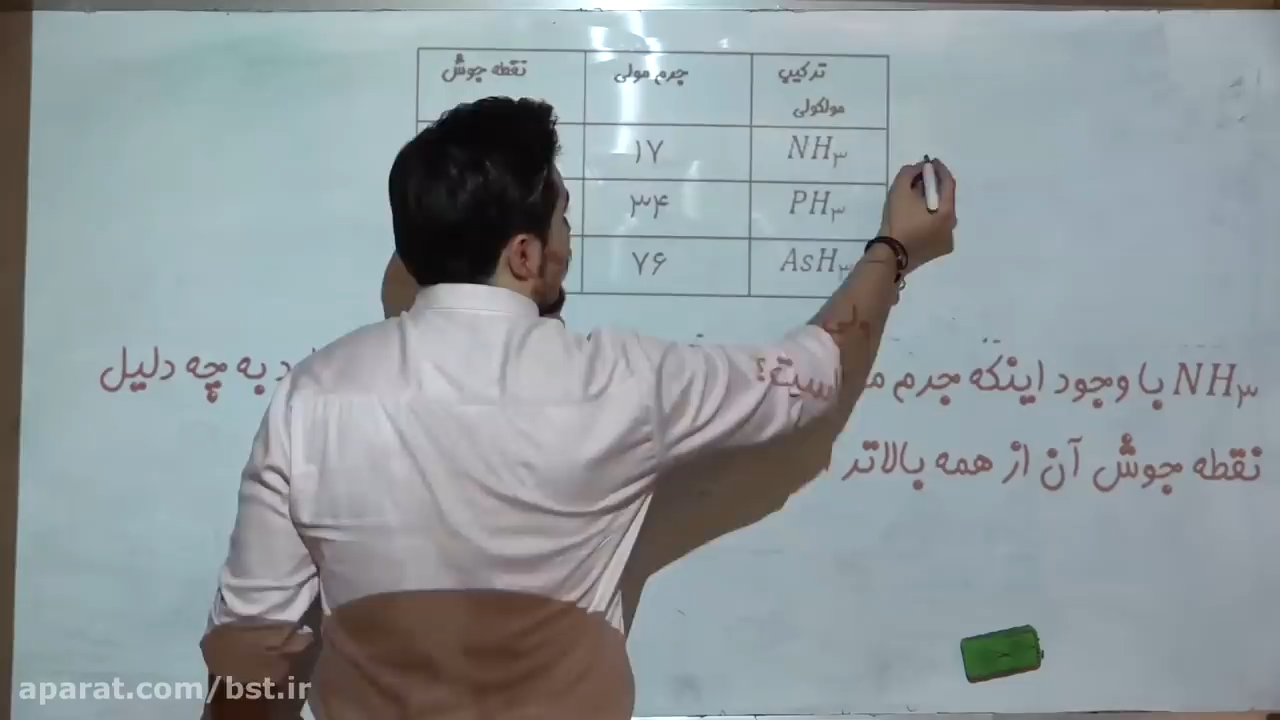 ترکیب جرم مولی نقطه جوش
مولکولی
NH۳ ۱۷
PH۳ ۳۴
AsH۳ ۷۶
NH۳ با وجود اینکه جرم به چه دلیل
نقطه جوش آن از همه بالاتر است؟
aparat.com/bst.ir